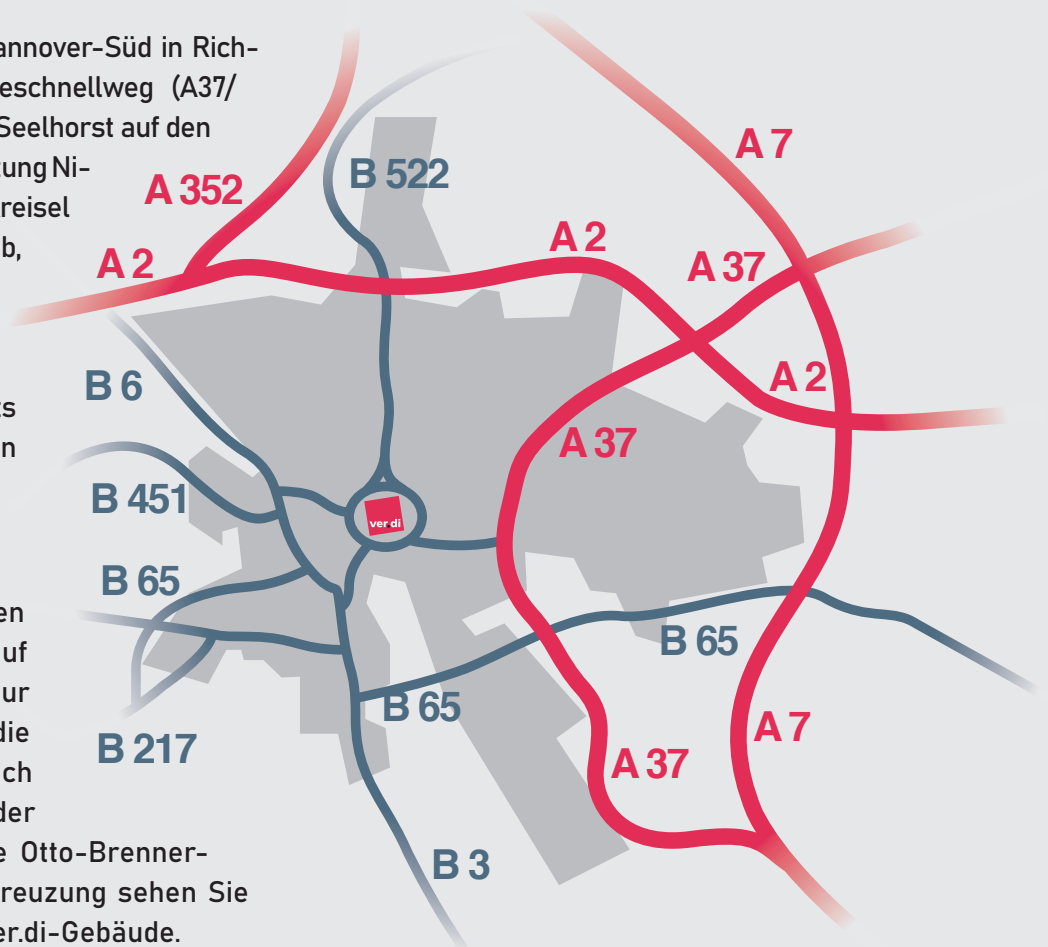 annover-Süd in Rich-
eschnellweg (A37/
Seelhorst auf den
tung Ni-
reisel
b,
ts
n
en
uf
ur
die
ch
der
e Otto-Brenner-
reuzung sehen Sie
er.di-Gebäude.
A 7
B 522
A 352
A 2
A 2
A 37
B 6
A 2
A 37
B 451
ver.di
B 65
B 65
B 65
B 217
A 7
A 37
B 3